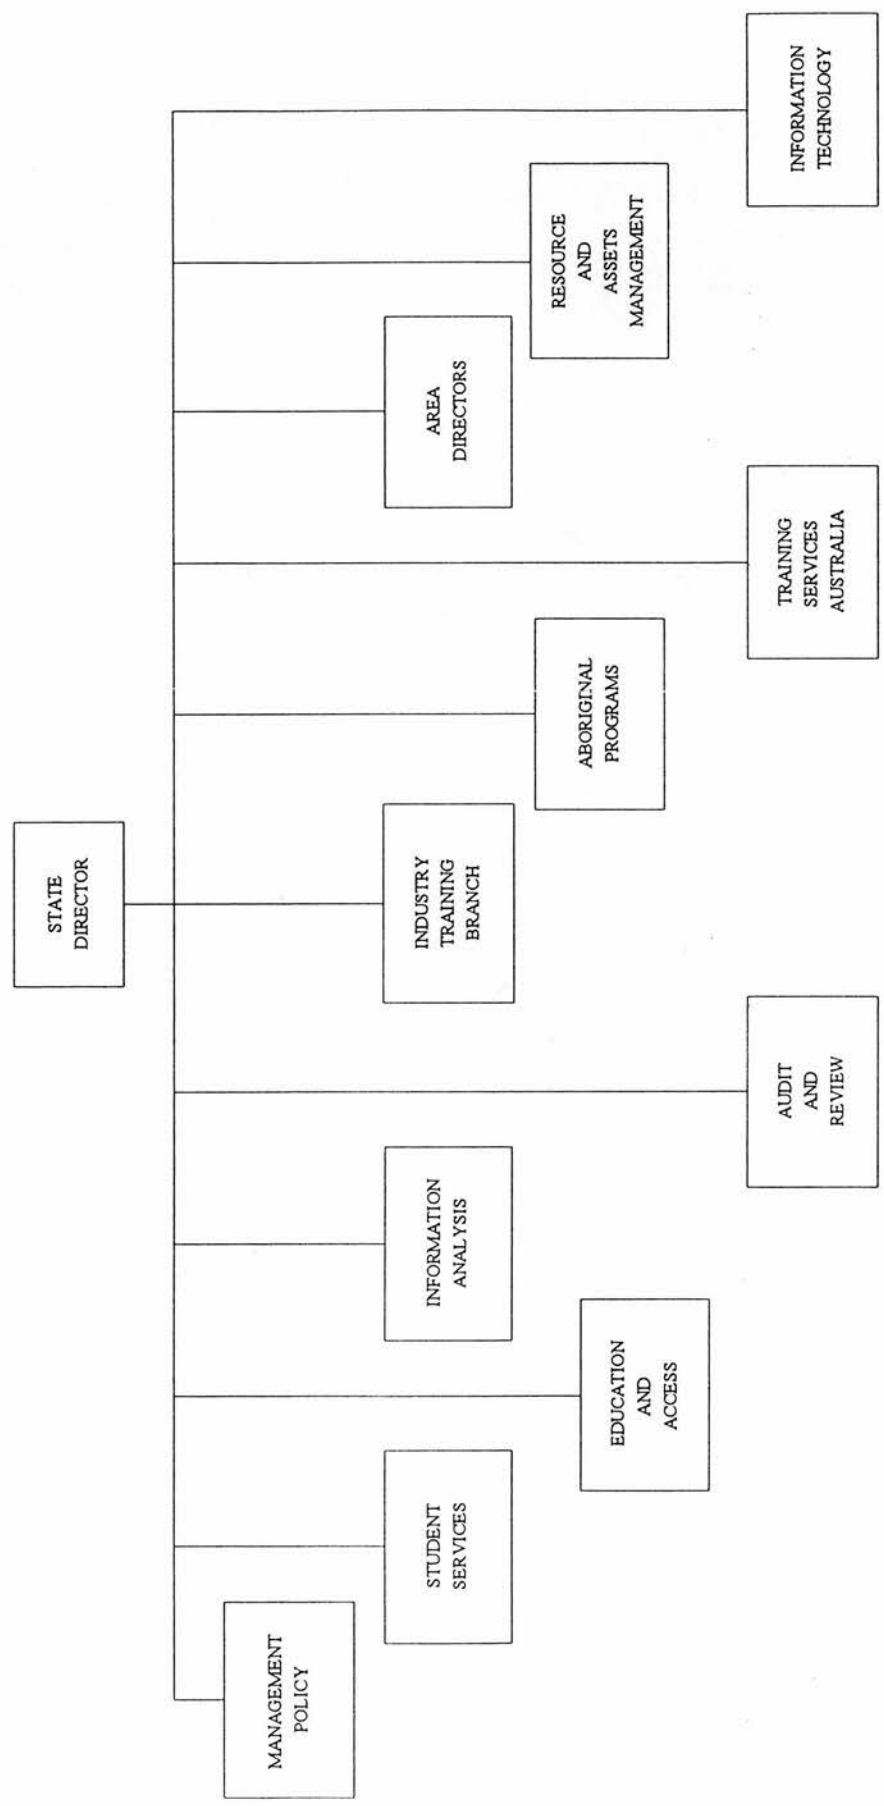 STATE
DIRECTOR
MANAGEMENT
POLICY
STUDENT
SERVICES
EDUCATION
AND
ACCESS
INFORMATION
ANALYSIS
AUDIT
AND
REVIEW
INDUSTRY
TRAINING
BRANCH
ABORIGINAL
PROGRAMS
TRAINING
SERVICES
AUSTRALIA
AREA
DIRECTORS
RESOURCE
AND
ASSETS
MANAGEMENT
INFORMATION
TECHNOLOGY